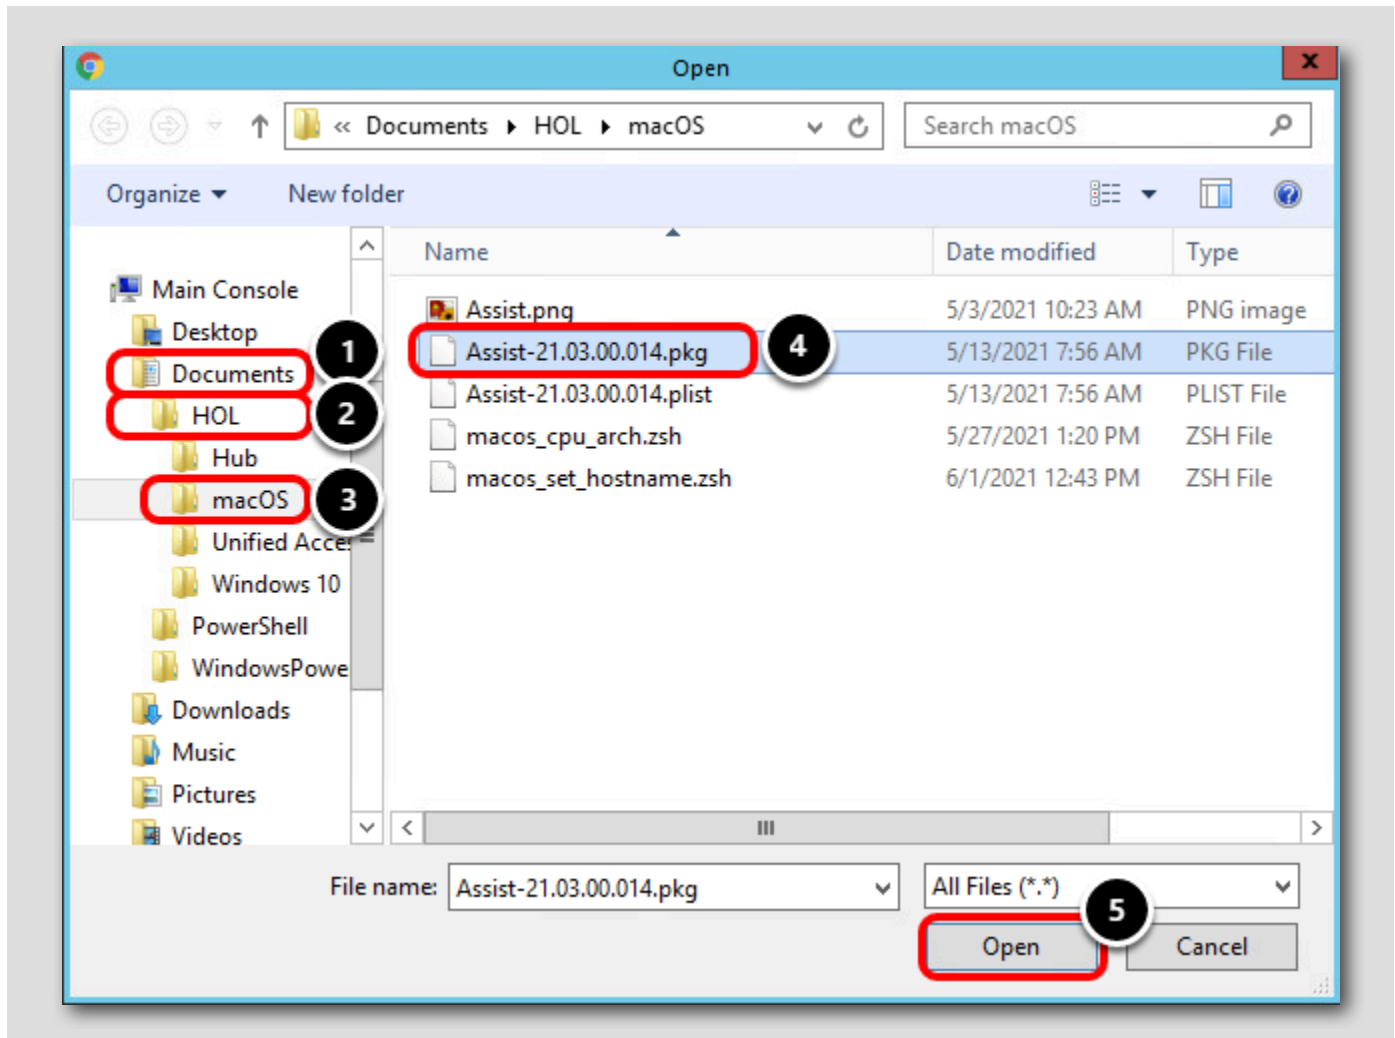 Open
x
« Documents ▸ HOL ▸ macOS
Search macOS
Organize
New folder
Name Date modified Type
Main Console
Desktop
1
Documents
HOL
2
Hub
macOS
3
Unified Acce
Windows 10
PowerShell
WindowsPowe
Downloads
Music
Pictures
Videos
Assist.png 5/3/2021 10:23 AM PNG image
Assist-21.03.00.014.pkg 4 5/13/2021 7:56 AM PKG File
Assist-21.03.00.014.plist 5/13/2021 7:56 AM PLIST File
macos_cpu_arch.zsh 5/27/2021 1:20 PM ZSH File
macos_set_hostname.zsh 6/1/2021 12:43 PM ZSH File
File name: Assist-21.03.00.014.pkg
All Files (*.*)
5
Open
Cancel